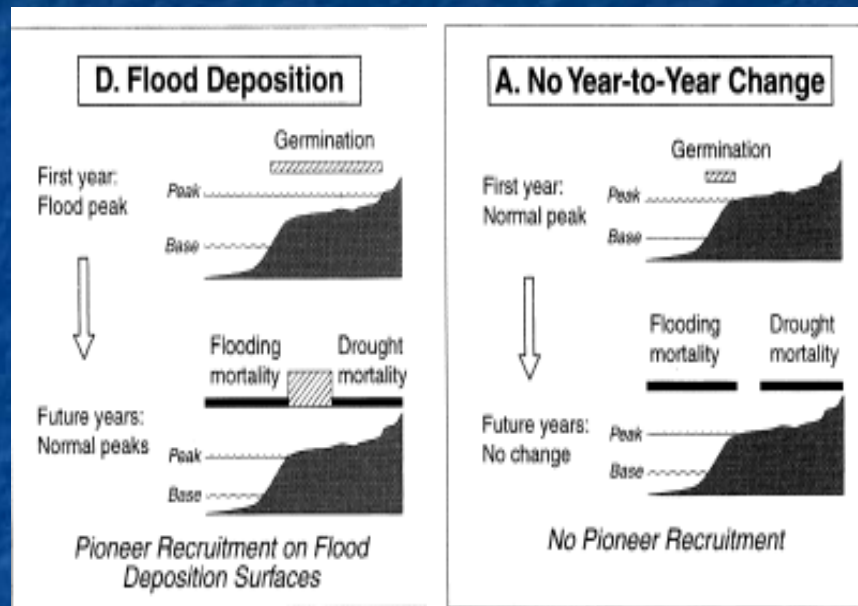 D. Flood Deposition
Germination
First year:
Flood peak
Peak
Base
Flooding
mortality
Drought
mortality
Future years:
Normal peaks
Peak
Base
Pioneer Recruitment on Flood
Deposition Surfaces
A. No Year-to-Year Change
Germination
First year:
Normal peak
Peak
Base
Flooding
mortality
Drought
mortality
Future years:
No change
Peak
Base
No Pioneer Recruitment